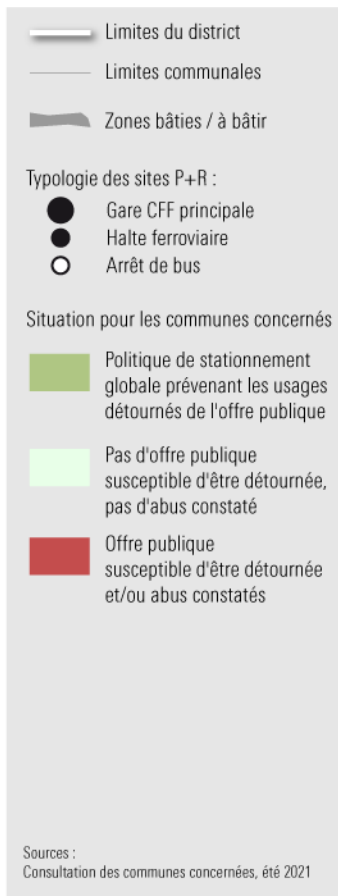 Limites du district
Limites communales
Zones bâties / à bâtir
Typologie des sites P+R :
Gare CFF principale
Halte ferroviaire
Arrêt de bus
Situation pour les communes concernés
Politique de stationnement
globale prévenant les usages
détournés de l'offre publique
Pas d'offre publique
susceptible d'être détournée,
pas d'abus constaté
Offre publique
susceptible d'être détournée
et/ou abus constatés
Sources :
Consultation des communes concernées, été 2021